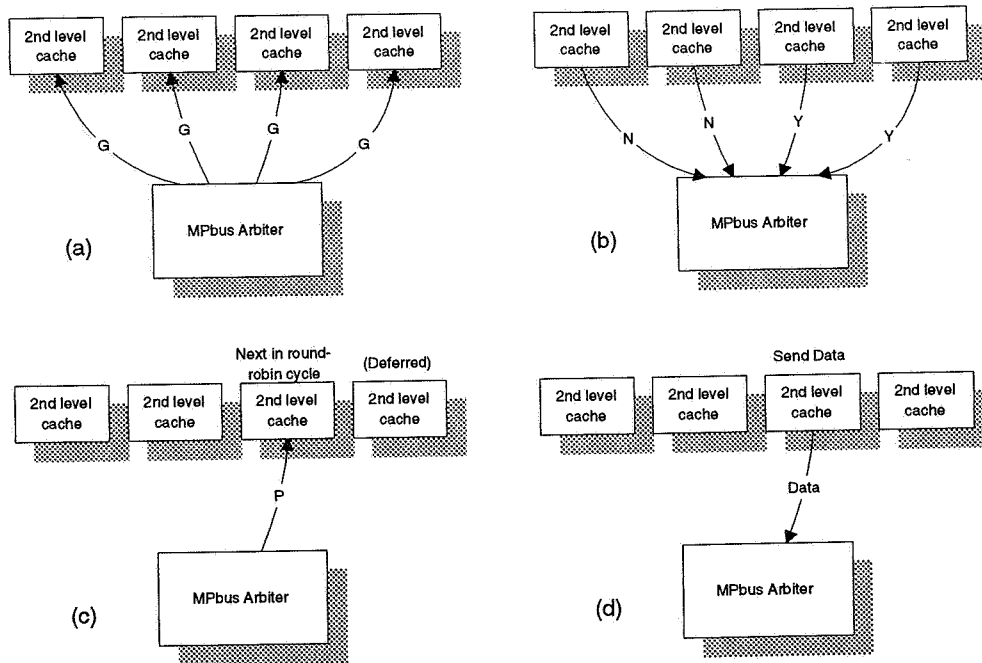 2nd level cache
2nd level cache
2nd level cache
2nd level cache
G
G
G
G
MPbus Arbiter
(a)
2nd level cache
2nd level cache
2nd level cache
2nd level cache
N
N
Y
Y
MPbus Arbiter
(b)
Next in round-
robin cycle
(Deferred)
2nd level cache
2nd level cache
2nd level cache
2nd level cache
P
MPbus Arbiter
(c)
Send Data
2nd level cache
2nd level cache
2nd level cache
2nd level cache
Data
MPbus Arbiter
(d)